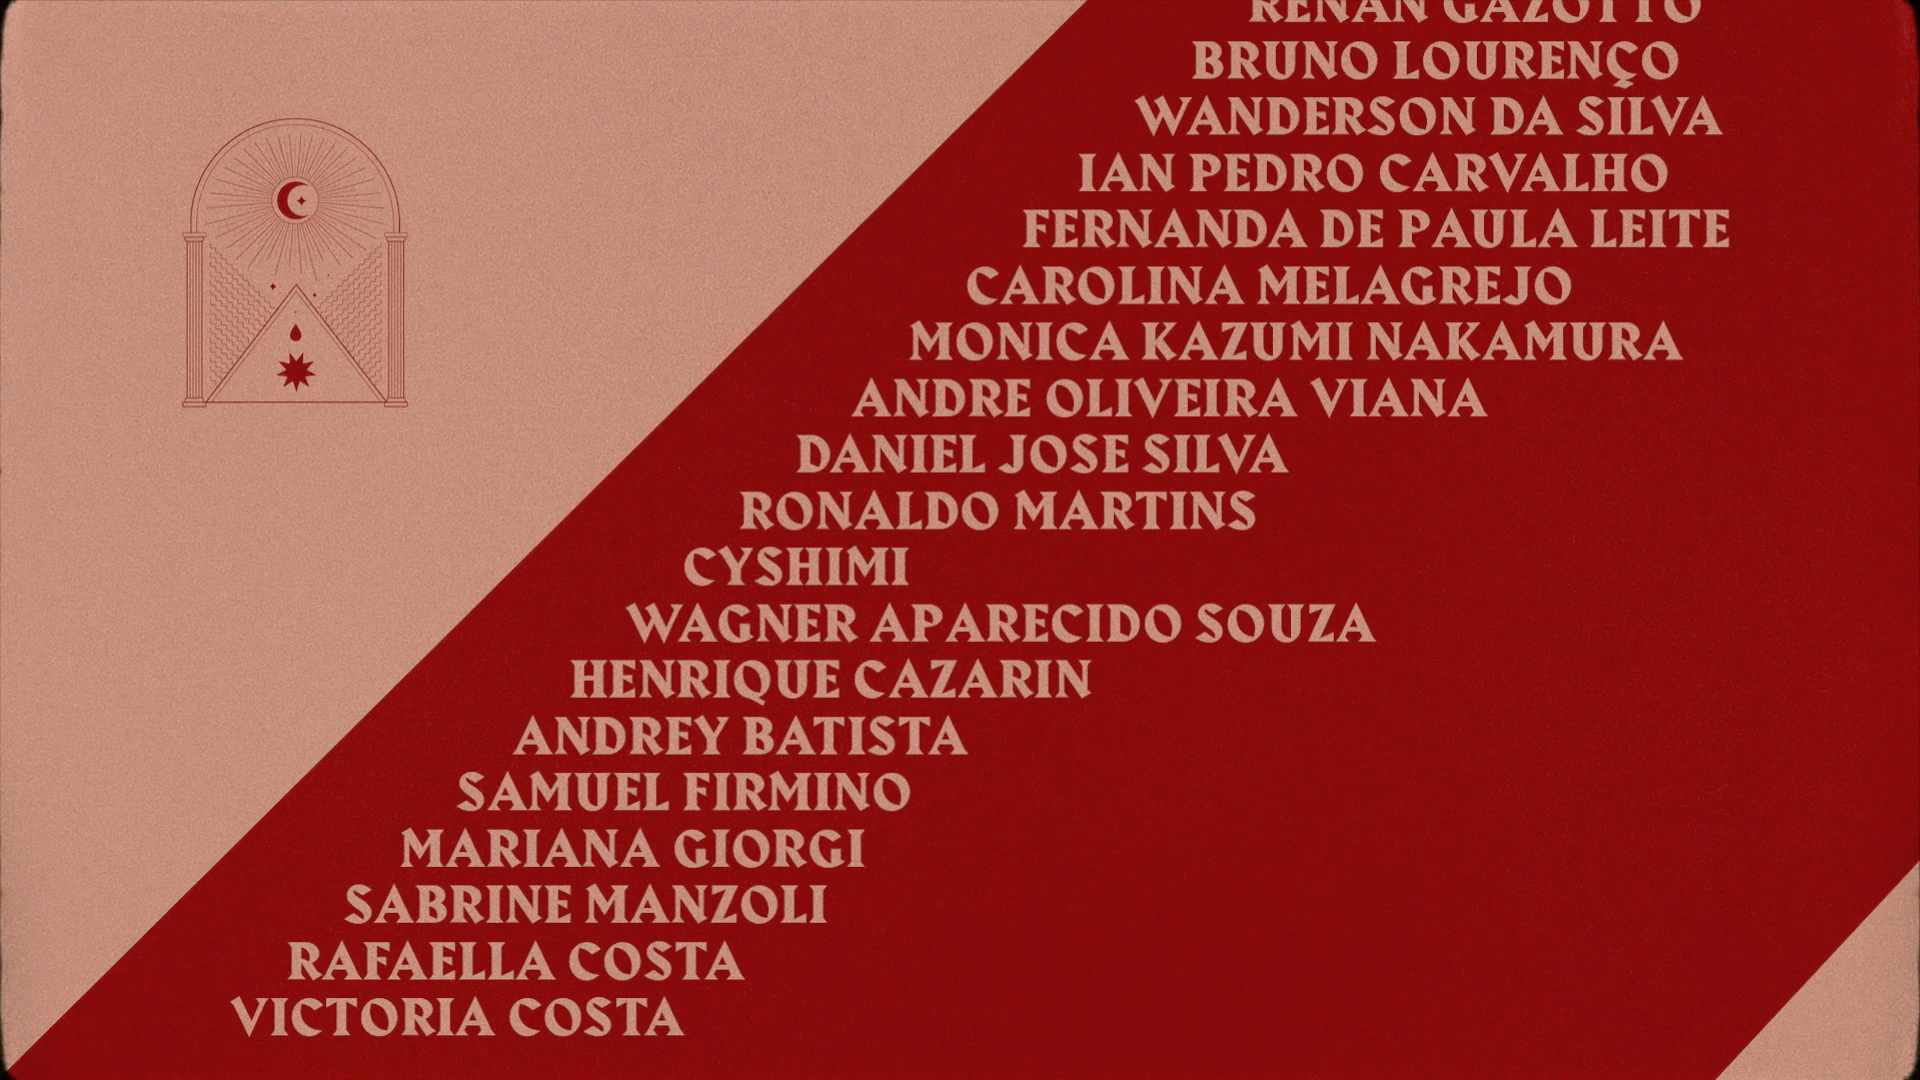 RENAN GAZOTTO
BRUNO LOURENÇO
WANDERSON DA SILVA
IAN PEDRO CARVALHO
FERNANDA DE PAULA LEITE
CAROLINA MELAGREJO
MONICA KAZUMI NAKAMURA
ANDRE OLIVEIRA VIANA
DANIEL JOSE SILVA
RONALDO MARTINS
CYSHIMI
WAGNER APARECIDO SOUZA
HENRIQUE CAZARIN
ANDREY BATISTA
SAMUEL FIRMINO
MARIANA GIORGI
SABRINE MANZOLI
RAFAELLA COSTA
VICTORIA COSTA